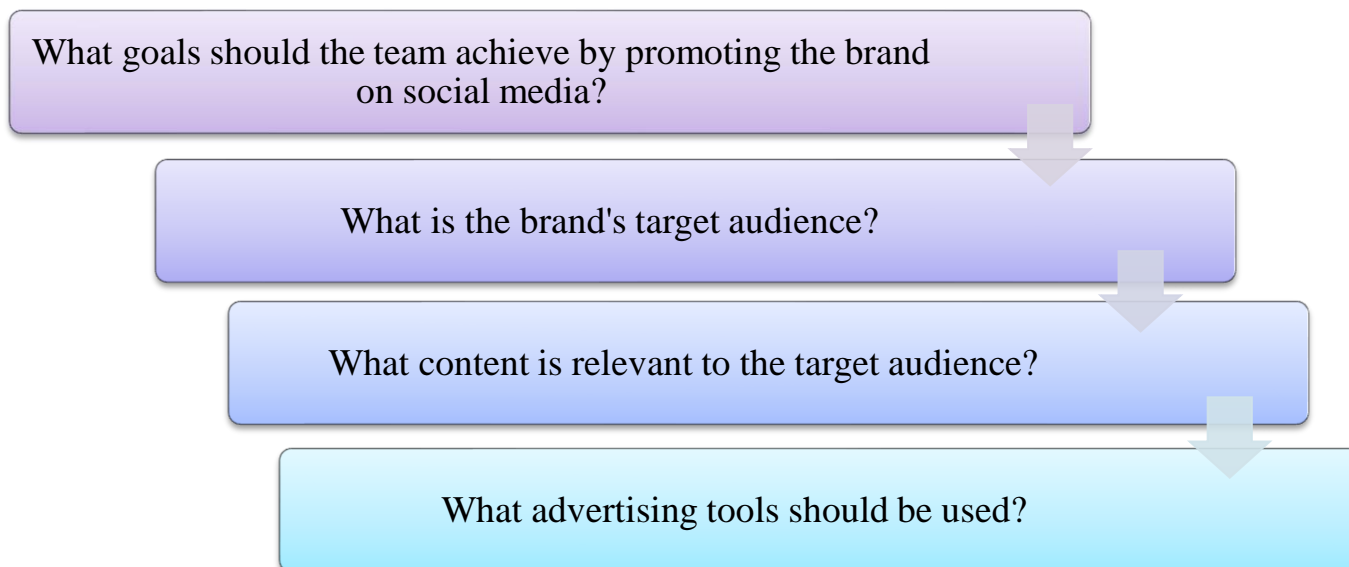 What goals should the team achieve by promoting the brand
on social media?
What is the brand's target audience?
What content is relevant to the target audience?
What advertising tools should be used?